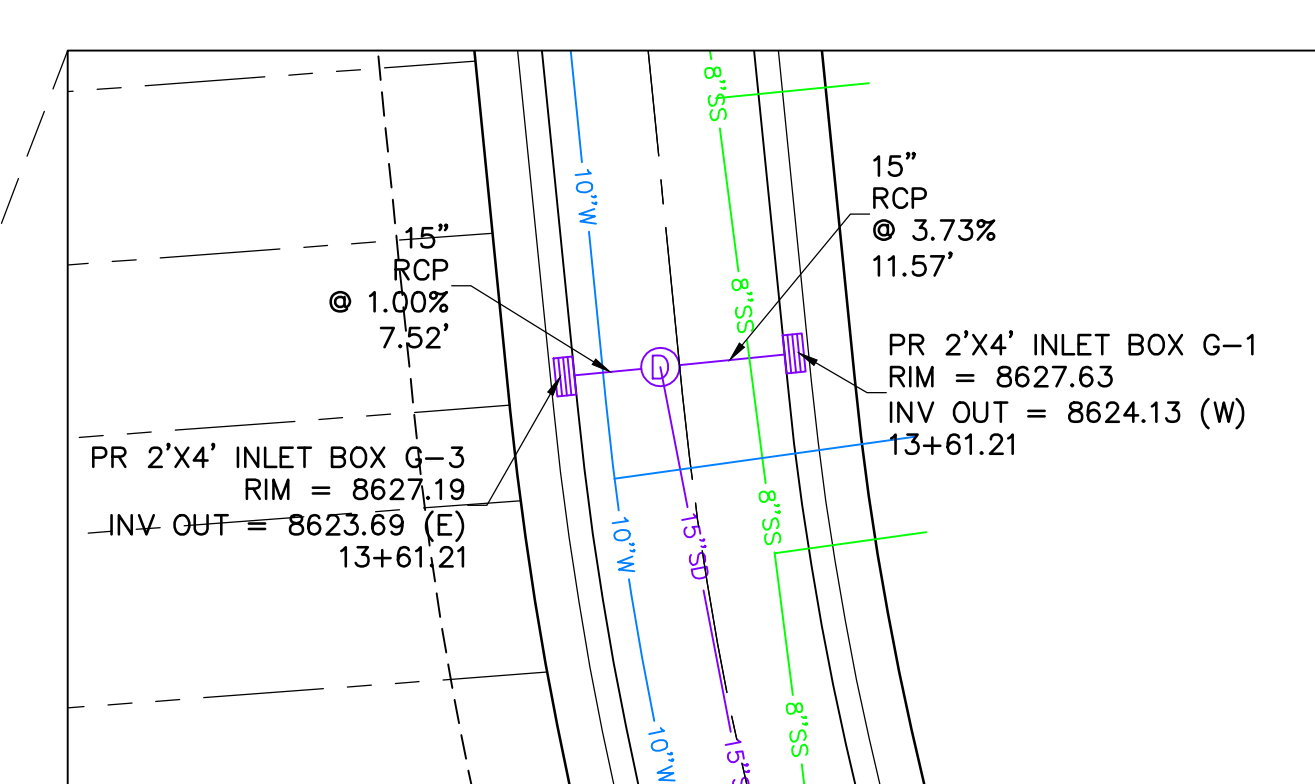 8"SS
10"W
15"
RCP
@ 3.73%
11.57'
15"
RCP
@ 1.00%
7.52'
8"SS
D
PR 2'X4' INLET BOX G-1
RIM = 8627.63
INV OUT = 8624.13 (W)
13+61.21
PR 2'X4' INLET BOX G-3
RIM = 8627.19
INV OUT = 8623.69 (E)
13+61.21
8"SS
10"W
15"SD
8"SS
10"W
15"S